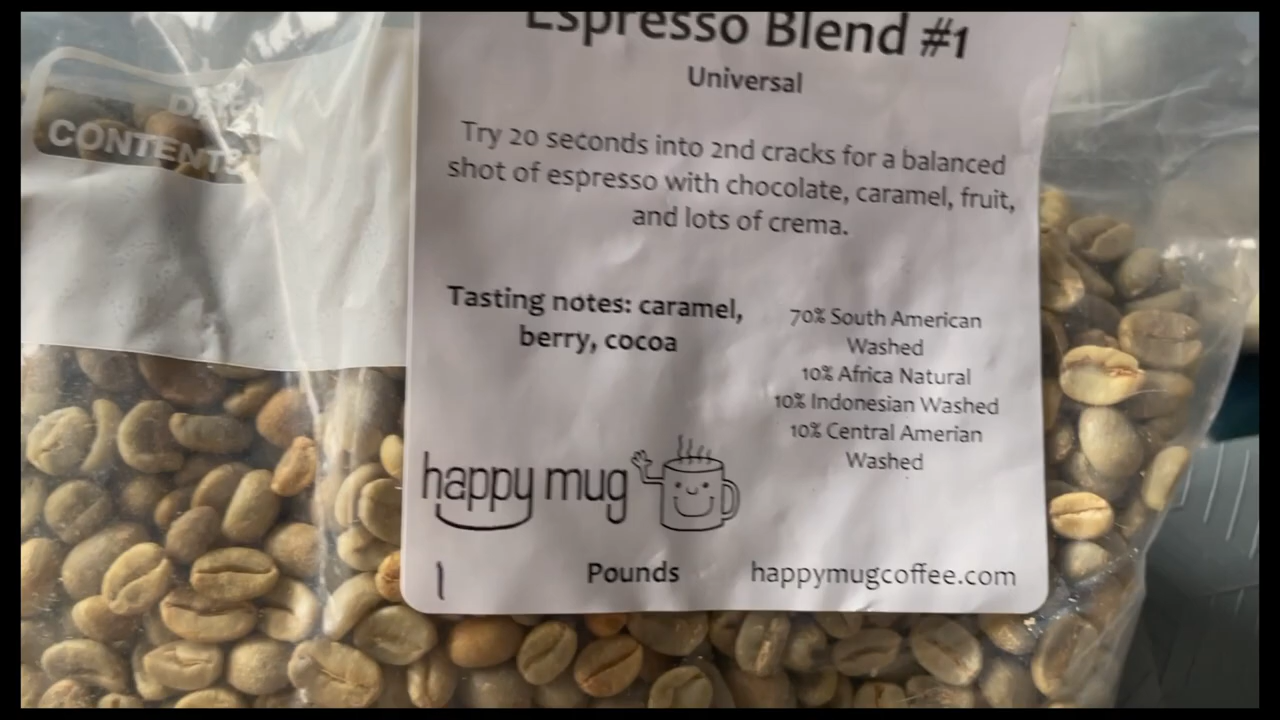 Espresso Blend #1
Universal
Try 20 seconds into 2nd cracks for a balanced
shot of espresso with chocolate, caramel, fruit,
and lots of crema.
Tasting notes: caramel,
berry, cocoa
70% South American
Washed
10% Africa Natural
10% Indonesian Washed
10% Central Amerian
Washed
happy mug
1 Pounds happymugcoffee.com
DATE
CONTENTS